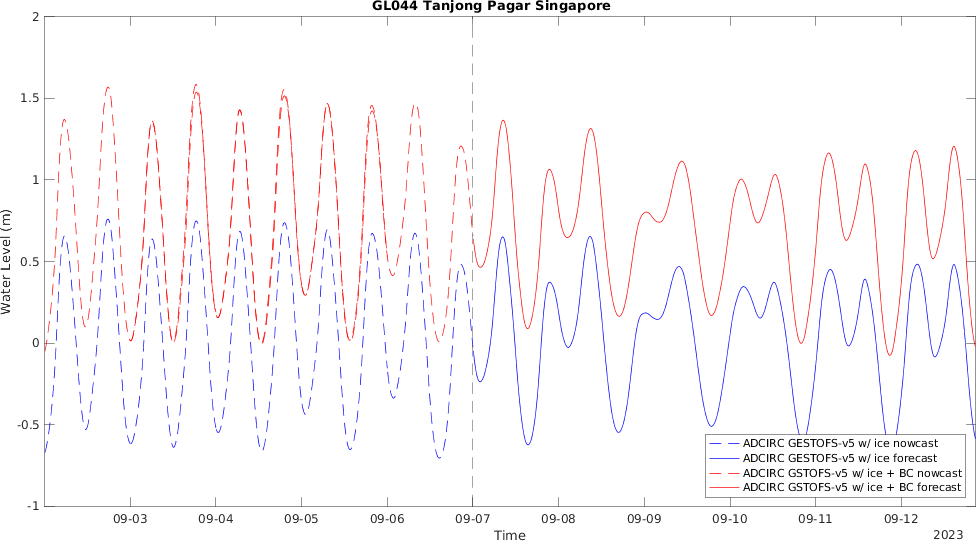 GL044 Tanjong Pagar Singapore
2
1.5
1
0.5
0
-0.5
-1
Water Level (m)
ADCIRC GESTOFS-v5 w/ ice nowcast
ADCIRC GESTOFS-v5 w/ ice forecast
ADCIRC GSTOFS-v5 w/ ice + BC nowcast
ADCIRC GSTOFS-v5 w/ ice + BC forecast
09-03 09-04 09-05 09-06 09-07 09-08 09-09 09-10 09-11 09-12
Time
2023